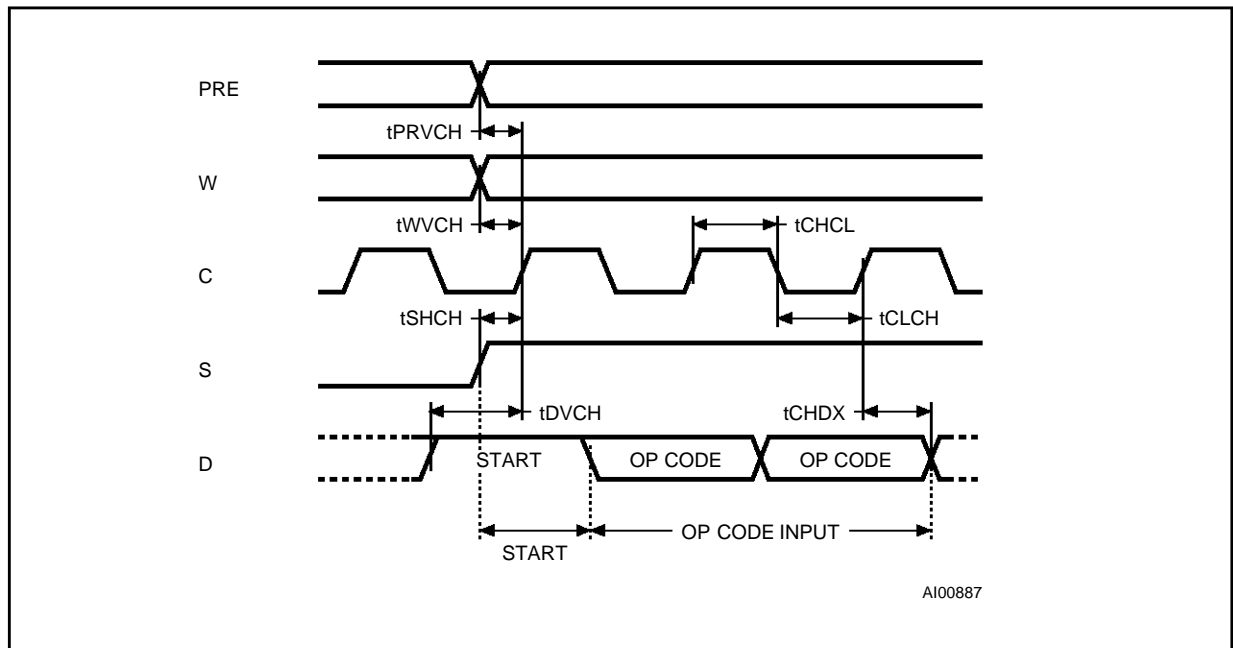 PRE
tPRVCH
W
tWVCH
tCHCL
C
tSHCH
tCLCH
S
tDVCH
tCHDX
D
START
OP CODE
OP CODE
OP CODE INPUT
START
AI00887